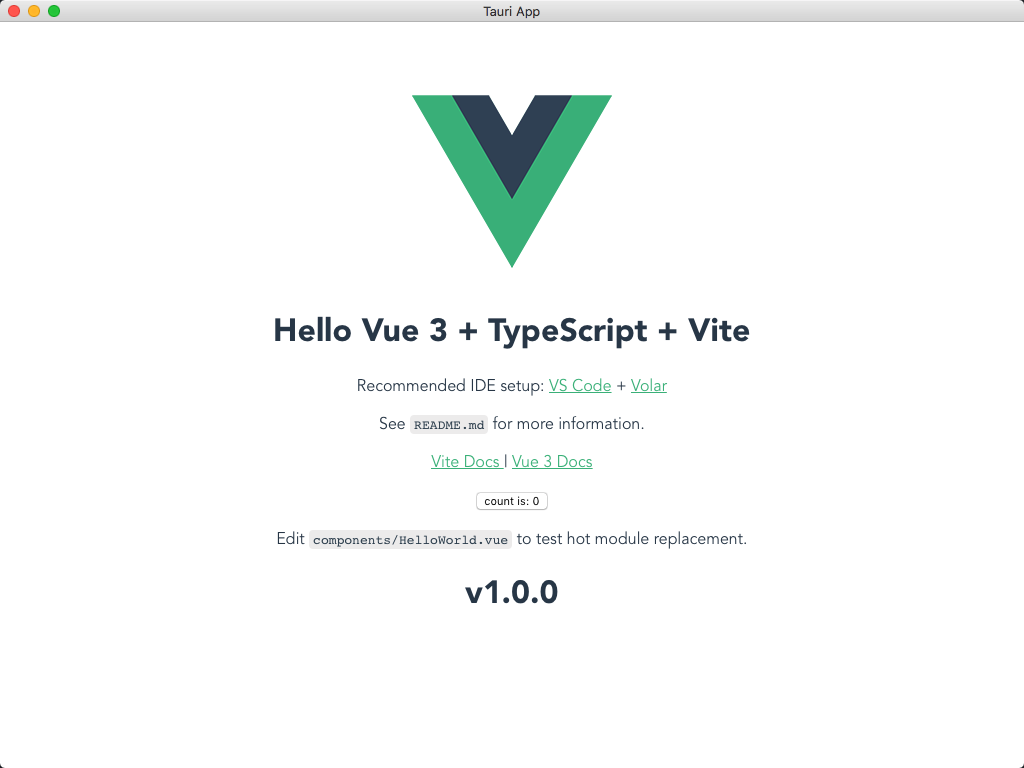 Tauri App
Hello Vue 3 + TypeScript + Vite
Recommended IDE setup: VS Code + Volar
See README.md for more information.
Vite Docs | Vue 3 Docs
count is: 0
Edit components/HelloWorld.vue to test hot module replacement.
v1.0.0